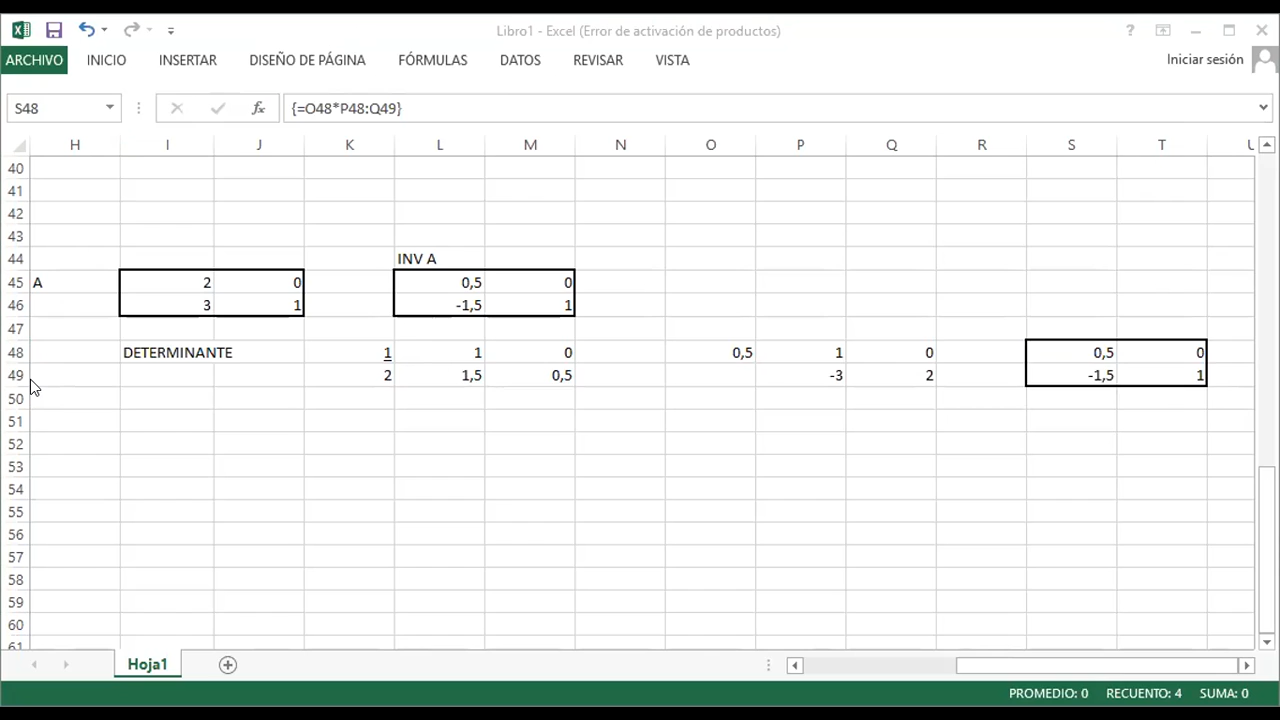 Libro1 - Excel (Error de activación de productos)
?
ARCHIVO INICIO INSERTAR DISEÑO DE PÁGINA FÓRMULAS DATOS REVISAR VISTA Iniciar sesión
S48 fx {=O48*P48:Q49}
H I J K L M N O P Q R S T U
40
41
42
43
44 INV A
45 A 2 0 0,5 0
46 3 1 -1,5 1
47
48 DETERMINANTE 1 1 0 0,5 1 0 0,5 0
49 2 1,5 0,5 -3 2 -1,5 1
50
51
52
53
54
55
56
57
58
59
60
61
Hoja1
PROMEDIO: 0 RECUENTO: 4 SUMA: 0